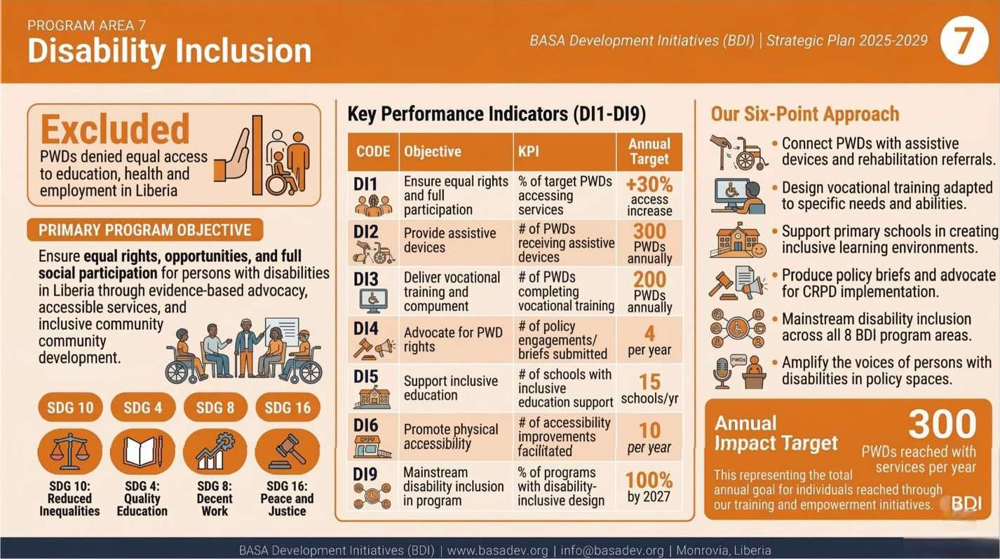 PROGRAM AREA 7
Disability Inclusion
BASA Development Initiatives (BDI) | Strategic Plan 2025-2029
7
Excluded
PWDs denied equal access
to education, health and
employment in Liberia
PRIMARY PROGRAM OBJECTIVE
Ensure equal rights, opportunities, and full
social participation for persons with disabilities
in Liberia through evidence-based advocacy,
accessible services, and
inclusive community
community
development.
SDG 10
SDG 4
SDG 8
SDG 16
SDG 10:
Reduced
Inequalities
SDG 4:
Quality
Education
SDG 8:
Decent
Work
SDG 16:
Peace and
Justice
Key Performance Indicators (DI1-DI9)
CODE
Objective
KPI
Annual
Target
DI1
Ensure equal rights
and full
participation
% of target PWDs
accessing
services
+30%
access
increase
DI2
Provide assistive
devices
# of PWDs
receiving assistive
devices
300
PWDs
annually
DI3
Deliver vocational
training and
compument
# of PWDs
completing
vocational training
200
PWDs
annually
DI4
Advocate for PWD
rights
# of policy
engagements/
briefs submitted
4
per year
DI5
Support inclusive
education
# of schools with
inclusive
education support
15
schools/yr
DI6
Promote physical
accessibility
# of accessibility
improvements
facilitated
10
per year
DI9
Mainstream
disability inclusion
in program
% of programs
with disability-
inclusive design
100%
by 2027
Our Six-Point Approach
• Connect PWDs with assistive
devices and rehabilitation referrals.
• Design vocational training adapted
to specific needs and abilities.
• Support primary schools in creating
inclusive learning environments.
• Produce policy briefs and advocate
for CRPD implementation.
• Mainstream disability inclusion
across all 8 BDI program areas.
PWDs
• Amplify the voices of persons with
disabilities in policy spaces.
Annual
Impact Target
300
PWDs reached with
services per year
This representing the total
annual goal for individuals reached through
our training and empowerment initiatives.
BDI
BASA Development Initiatives (BDI) | www.basadev.org | info@basadev.org | Monrovia, Liberia